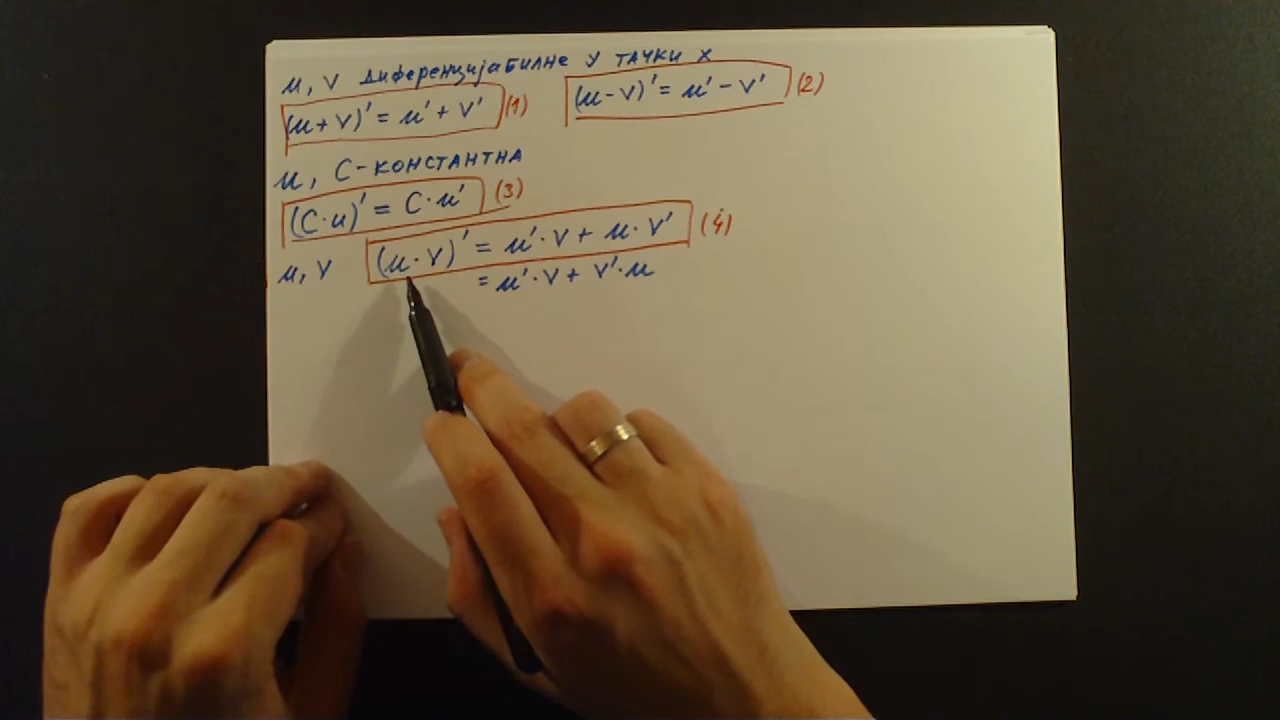 u, v диференцијабилне у тачки x
(u + v)' = u' + v' (1) (u - v)' = u' - v' (2)
u, C - константна
(C · u)' = C · u' (3)
u, v (u · v)' = u' · v + u · v' (4)
= u' · v + v' · u